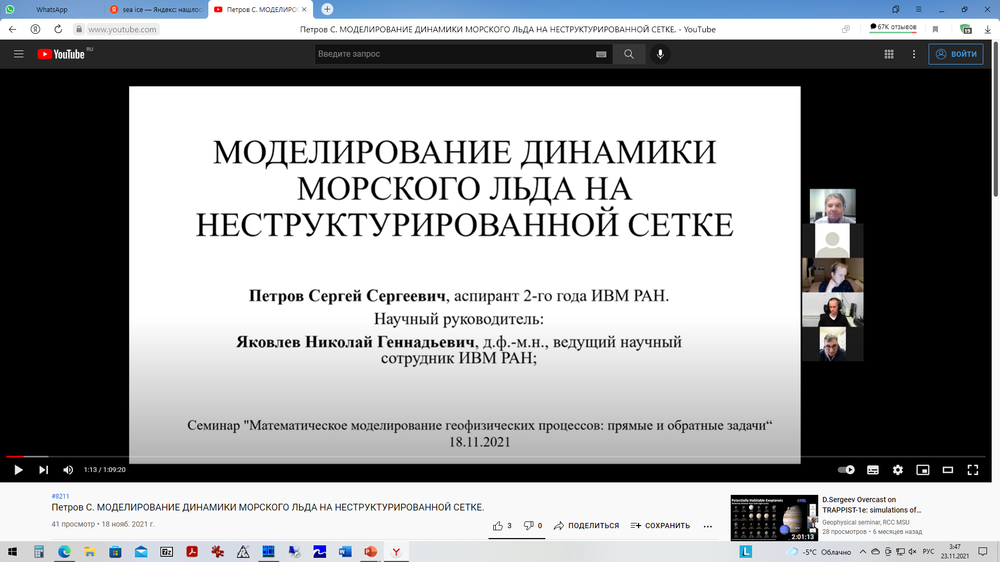 WhatsApp
sea ice — Яндекс: нашлос
Петров С. МОДЕЛИРО
www.youtube.com
Петров С. МОДЕЛИРОВАНИЕ ДИНАМИКИ МОРСКОГО ЛЬДА НА НЕСТРУКТУРИРОВАННОЙ СЕТКЕ. - YouTube
67K отзывов
19
YouTube RU
Введите запрос
ВОЙТИ
МОДЕЛИРОВАНИЕ ДИНАМИКИ
МОРСКОГО ЛЬДА НА
НЕСТРУКТУРИРОВАННОЙ СЕТКЕ
Петров Сергей Сергеевич, аспирант 2-го года ИВМ РАН.
Научный руководитель:
Яковлев Николай Геннадьевич, д.ф.-м.н., ведущий научный
сотрудник ИВМ РАН;
Семинар "Математическое моделирование геофизических процессов: прямые и обратные задачи“
18.11.2021
1:13 / 1:09:20
#8211
Петров С. МОДЕЛИРОВАНИЕ ДИНАМИКИ МОРСКОГО ЛЬДА НА НЕСТРУКТУРИРОВАННОЙ СЕТКЕ.
41 просмотр • 18 нояб. 2021 г.
3
0
ПОДЕЛИТЬСЯ
СОХРАНИТЬ
Potentially Habitable Exoplanets
2:01:13
D.Sergeev Overcast on
TRAPPIST-1e: simulations of...
Geophysical seminar, RCC MSU
28 просмотров • 6 месяцев назад
-5°C Облачно
РУС
3:47
23.11.2021